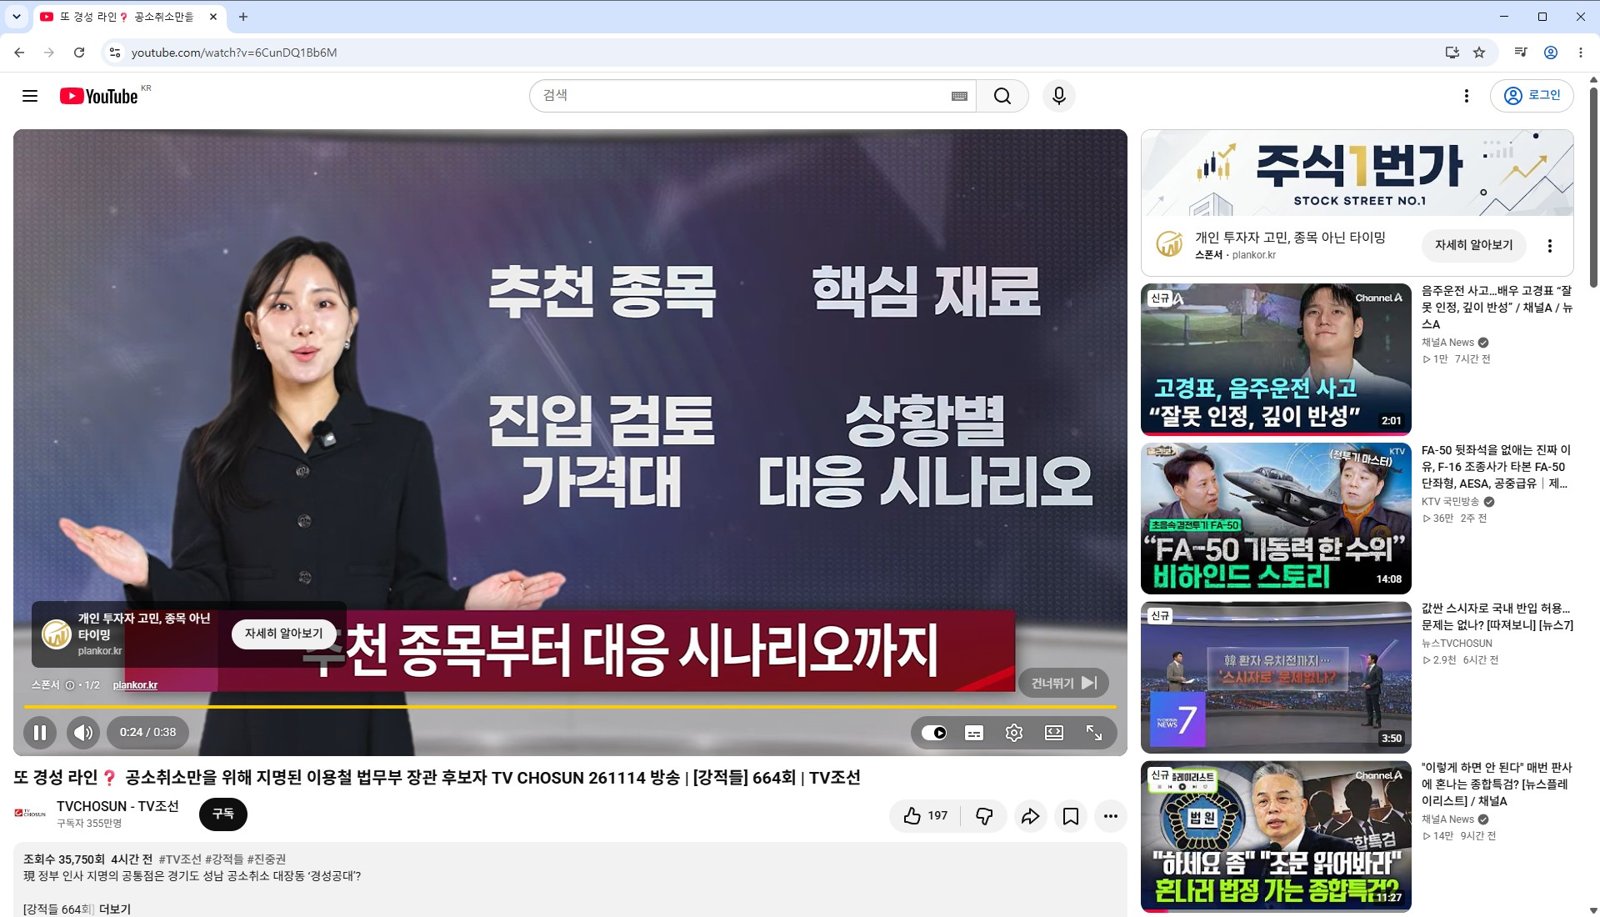 또 경성 라인❓ 공소취소만을
youtube.com/watch?v=6CunDQ1Bb6M
YouTube KR
검색
로그인
추천 종목
핵심 재료
진입 검토
가격대
상황별
대응 시나리오
추천 종목부터 대응 시나리오까지
개인 투자자 고민, 종목 아닌
타이밍
plankor.kr
자세히 알아보기
스폰서 · 1/2 plankor.kr
건너뛰기
0:24 / 0:38
또 경성 라인❓ 공소취소만을 위해 지명된 이용철 법무부 장관 후보자 TV CHOSUN 261114 방송 | [강적들] 664회 | TV조선
TVCHOSUN - TV조선
구독자 355만명
구독
197
조회수 35,750회 4시간 전 #TV조선 #강적들 #진중권
現 정부 인사 지명의 공통점은 경기도 성남 공소취소 대장동 '경성공대'?
[강적들 664회] 더보기
주식1번가
STOCK STREET NO.1
개인 투자자 고민, 종목 아닌 타이밍
스폰서 · plankor.kr
자세히 알아보기
신규
Channel A
고경표, 음주운전 사고
“잘못 인정, 깊이 반성”
2:01
음주운전 사고…배우 고경표 “잘
못 인정, 깊이 반성” / 채널A / 뉴
스A
채널A News
1만 7시간 전
KTV
(전투기 마스터)
초음속 경전투기 FA-50
“FA-50 기동력 한 수위”
비하인드 스토리
14:08
FA-50 뒷좌석을 없애는 진짜 이
유, F-16 조종사가 타본 FA-50
단좌형, AESA, 공중급유｜제...
KTV 국민방송
36만 2주 전
신규
韓 환자 유치전까지…
'스시자로' 문제없나?
TV CHOSUN
NEWS 7
3:50
값싼 스시자로 국내 반입 허용…
문제는 없나? [따져보니] [뉴스7]
뉴스TVCHOSUN
2.9천 6시간 전
신규
플레이리스트
Channel A
법원
종합특검
"하세요 좀" "조문 읽어봐라"
혼나러 법정 가는 종합특검?
11:27
"이렇게 하면 안 된다" 매번 판사
에 혼나는 종합특검? [뉴스플레
이리스트] / 채널A
채널A News
14만 9시간 전